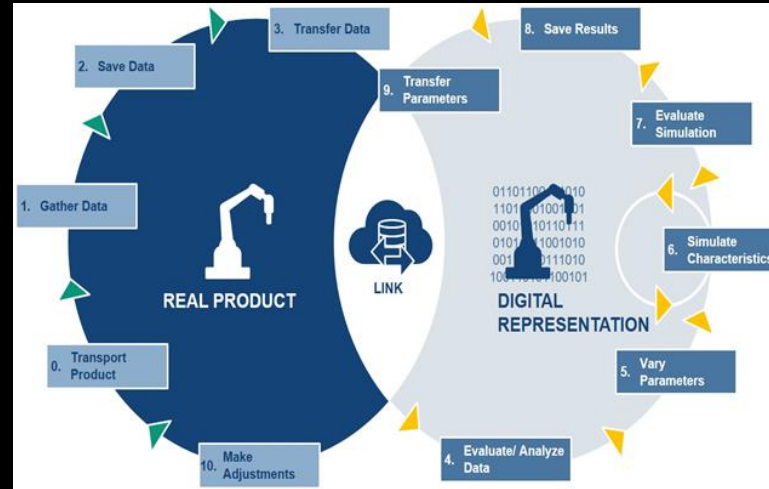 3. Transfer Data
8. Save Results
2. Save Data
9. Transfer
Parameters
7. Evaluate
Simulation
1. Gather Data
6. Simulate
Characteristics
REAL PRODUCT
LINK
DIGITAL
REPRESENTATION
0. Transport
Product
5. Vary
Parameters
10. Make
Adjustments
4. Evaluate/ Analyze
Data